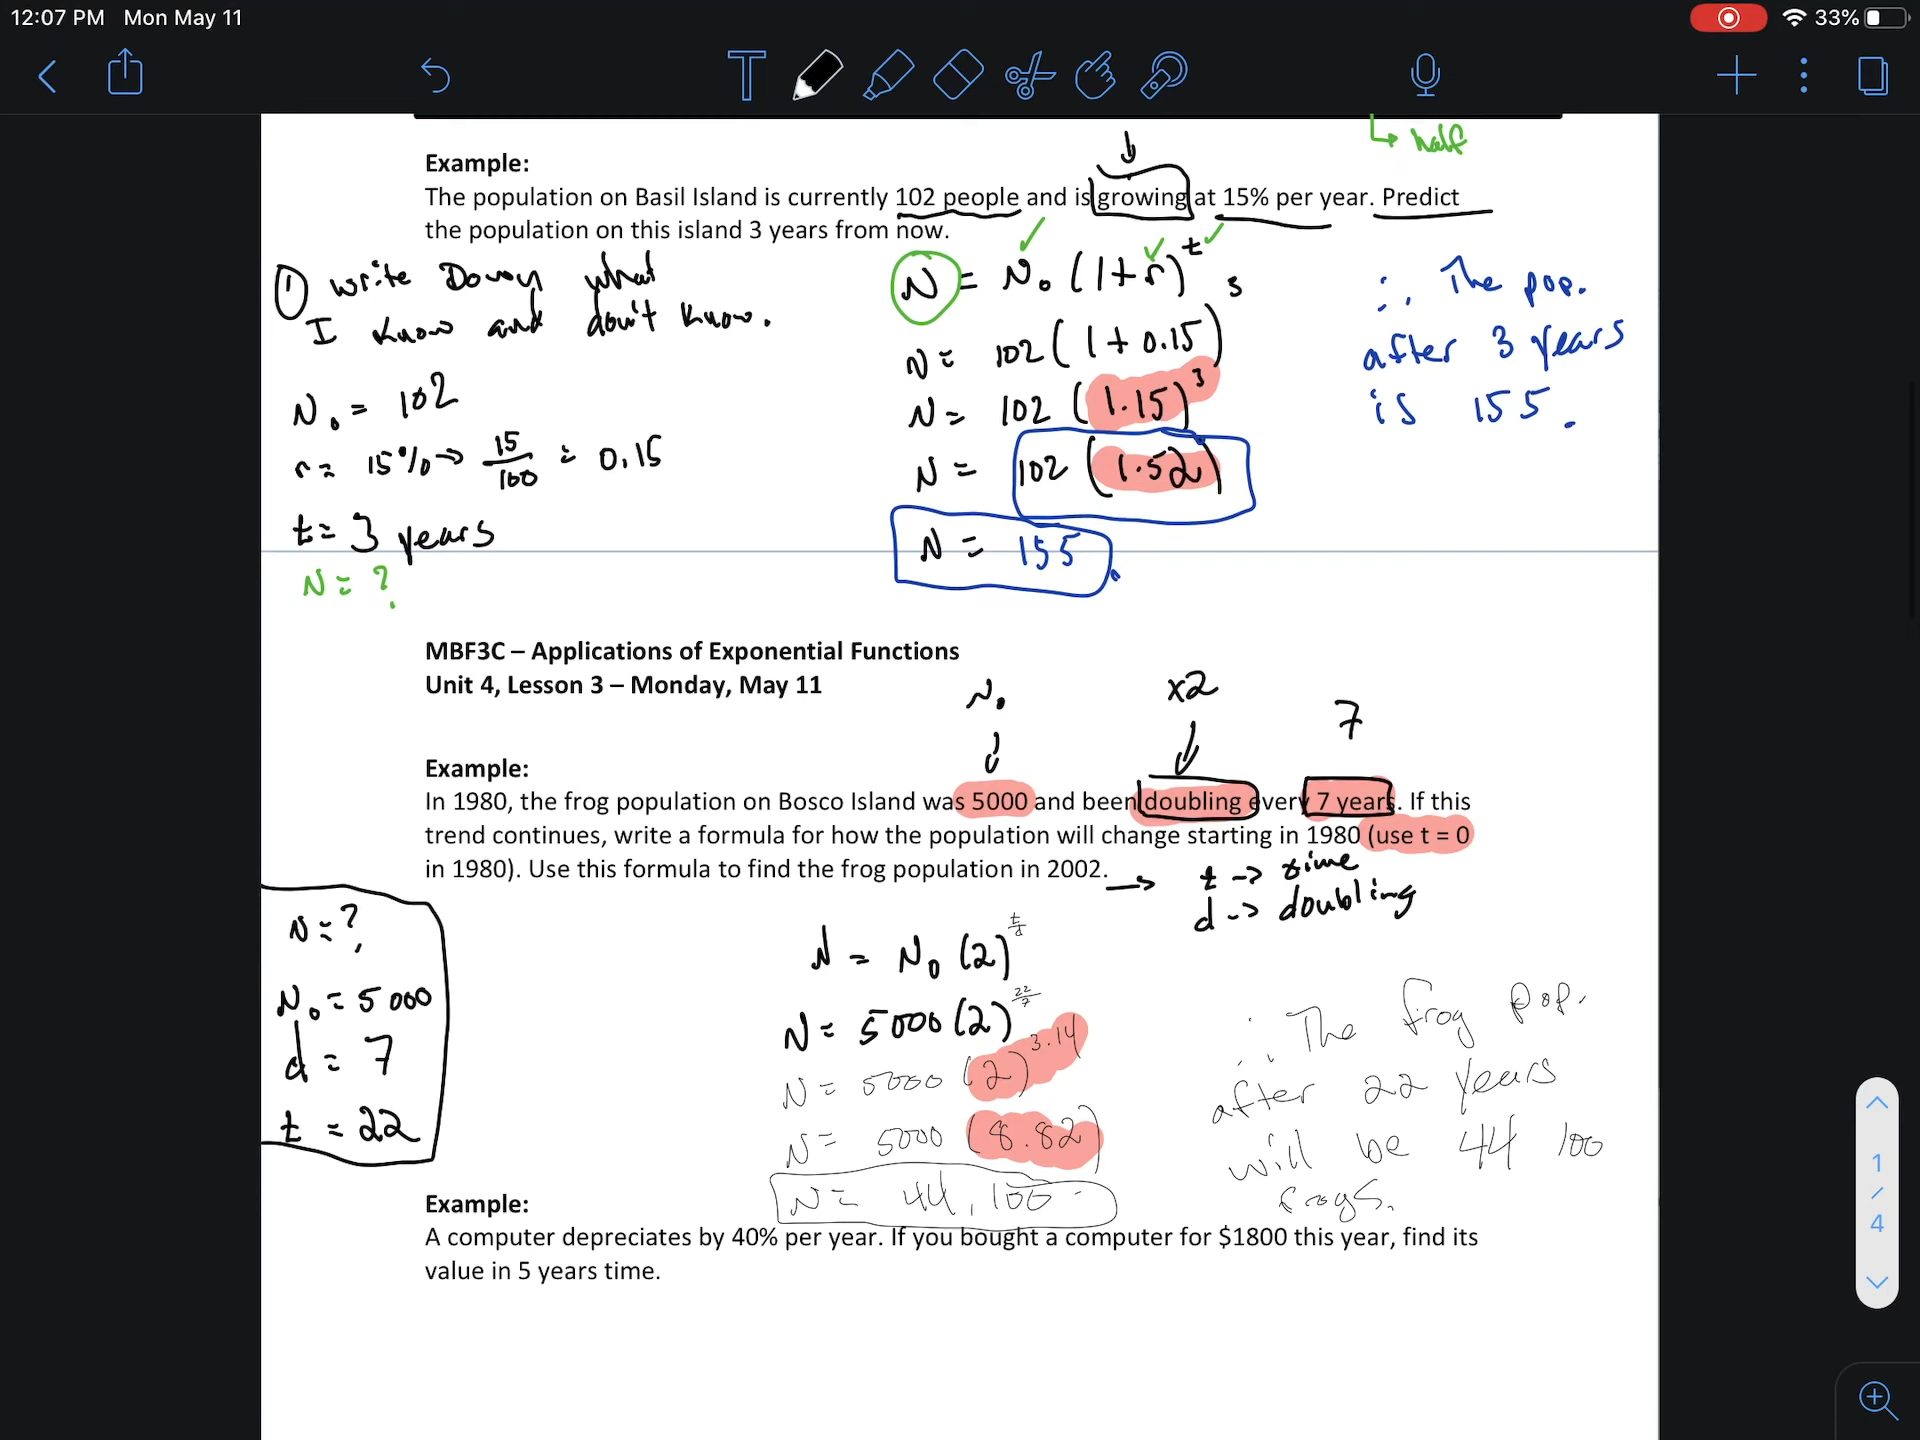 12:07 PM Mon May 11
33%
T
↳ half
Example:
The population on Basil Island is currently 102 people and is growing at 15% per year. Predict
the population on this island 3 years from now.
① Write Down what
I know and don't know.
N₀ = 102
r = 15% → 15/100 = 0.15
t = 3 years
N = ?
N = N₀ (1 + r)^t
N = 102 (1 + 0.15)^3
N = 102 (1.15)^3
N = 102 (1.52)
N = 155.
∴ The pop.
after 3 years
is 155.
MBF3C – Applications of Exponential Functions
Unit 4, Lesson 3 – Monday, May 11
N₀ x2 7
Example:
In 1980, the frog population on Bosco Island was 5000 and been doubling every 7 years. If this
trend continues, write a formula for how the population will change starting in 1980 (use t = 0
in 1980). Use this formula to find the frog population in 2002.
→ t -> time
d -> doubling
N = ?
N₀ = 5000
d = 7
t = 22
N = N₀ (2)^(t/d)
N = 5000 (2)^(22/7)
N = 5000 (2)^3.14
N = 5000 (8.82)
N = 44,100
∴ The frog pop.
after 22 years
will be 44 100
frogs.
Example:
A computer depreciates by 40% per year. If you bought a computer for $1800 this year, find its
value in 5 years time.
1
/
4